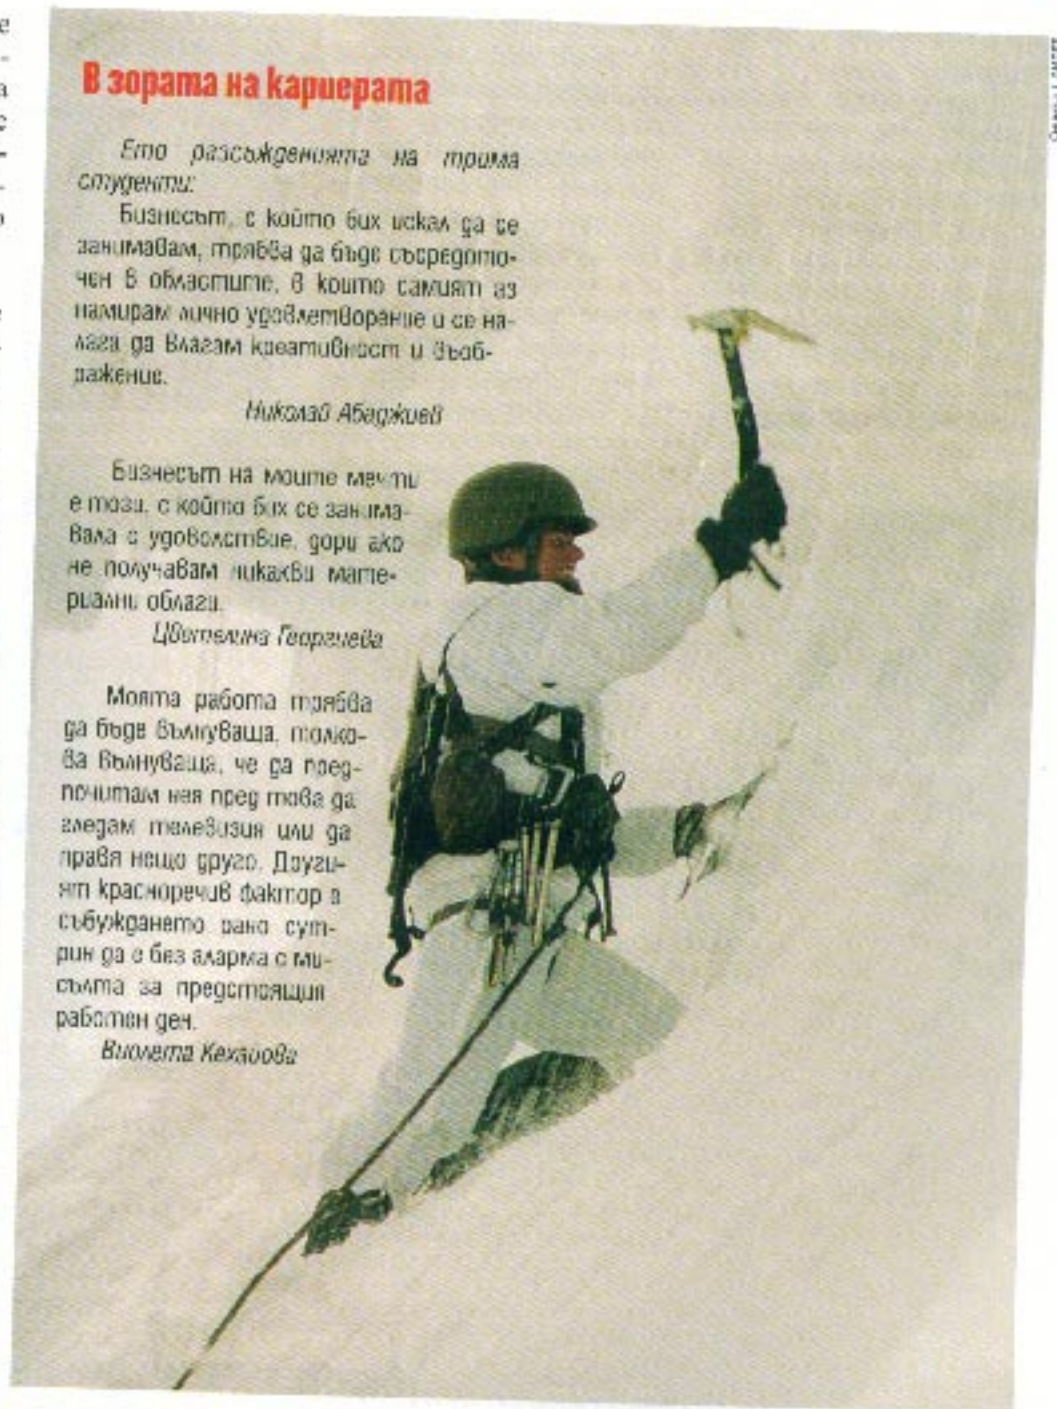 В зората на кариерата
Ето разсъжденията на трима
студенти:
Бизнесът, с който бих искал да се
занимавам, трябва да бъде съсредото-
чен в областите, в които самият аз
намирам лично удовлетворание и се на-
лага да влагам креативност и въоб-
ражение.
Николай Абаджиев
Бизнесът на моите мечти
е този, с който бих се занима-
вала с удоволствие, дори ако
не получавам никакви мате-
риални облаги.
Цветелина Георгиева
Моята работа трябва
да бъде вълнуваща, толко-
ва вълнуваща, че да пред-
почитам нея пред това да
гледам телевизия или да
правя нещо друго. Други-
ят красноречив фактор е
събуждането рано сут-
рин да е без аларма с ми-
сълта за предстоящия
работен ден.
Виолета Кехайова